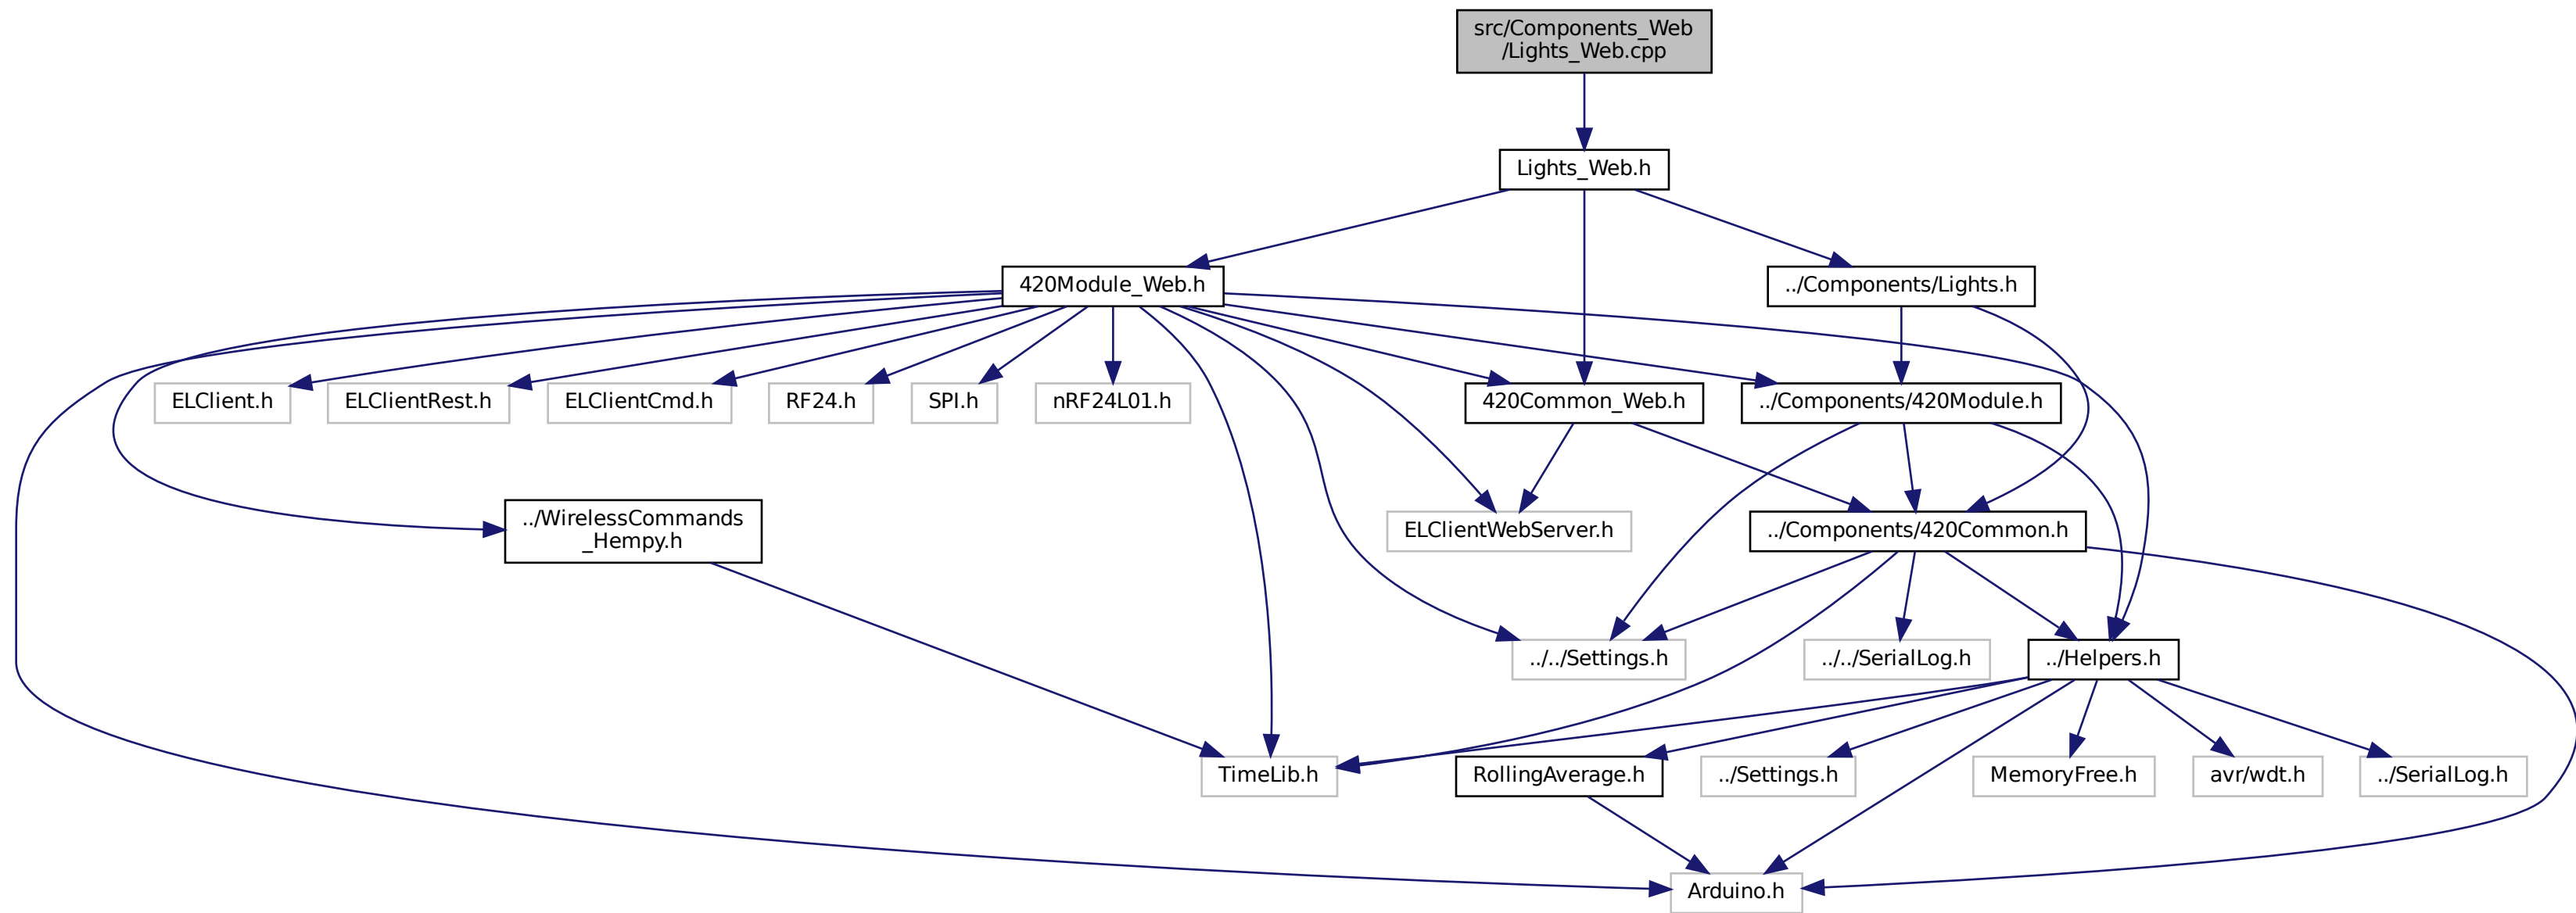 src/Components_Web
/Lights_Web.cpp
Lights_Web.h
420Module_Web.h
../Components/Lights.h
ELClient.h
ELClientRest.h
ELClientCmd.h
RF24.h
SPI.h
nRF24L01.h
420Common_Web.h
../Components/420Module.h
../WirelessCommands
_Hempy.h
ELClientWebServer.h
../Components/420Common.h
../../Settings.h
../../SerialLog.h
../Helpers.h
TimeLib.h
RollingAverage.h
../Settings.h
MemoryFree.h
avr/wdt.h
../SerialLog.h
Arduino.h